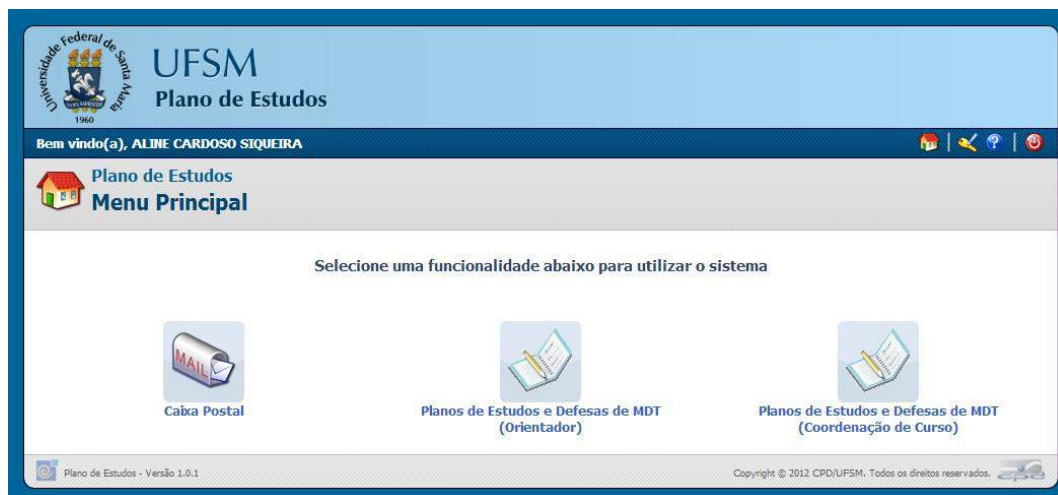 Universidade Federal de Santa Maria
1960
UFSM
Plano de Estudos
Bem vindo(a), ALINE CARDOSO SIQUEIRA
Plano de Estudos
Menu Principal
Selecione uma funcionalidade abaixo para utilizar o sistema
MAIL
Caixa Postal
Planos de Estudos e Defesas de MDT
(Orientador)
Planos de Estudos e Defesas de MDT
(Coordenação de Curso)
Plano de Estudos - Versão 1.0.1
Copyright © 2012 CPD/UFSM. Todos os direitos reservados.